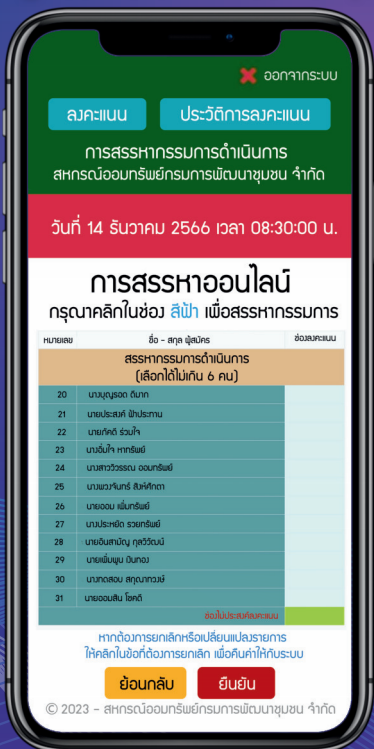 ออกจากระบบ
ลงคะแนน ประวัติการลงคะแนน
การสรรหากรรมการดำเนินการ
สหกรณ์ออมทรัพย์กรมการพัฒนาชุมชน จำกัด
วันที่ 14 ธันวาคม 2566 เวลา 08:30:00 น.
การสรรหาออนไลน์
กรุณาคลิกในช่อง สีฟ้า เพื่อสรรหากรรมการ
หมายเลข ชื่อ - สกุล ผู้สมัคร ช่องลงคะแนน
สรรหากรรมการดำเนินการ
(เลือกได้ไม่เกิน 6 คน)
20 นางบุญรอด ดีมาก
21 นายประสงค์ ฟ้าประทาน
22 นายภักดี ร่วมใจ
23 นางอิ่มใจ หาทรัพย์
24 นางสาววิวรรณ ออมทรัพย์
25 นางพวงจันทร์ สิงห์ศึกดา
26 นายออม เพิ่มทรัพย์
27 นางประหยัด รวยทรัพย์
28 นายอินสามัญ กุลวิวัฒน์
29 นายเพิ่มพูน เงินทอง
30 นางทดสอบ สกุณาทวงษ์
31 นายออมสิน โชคดี
ช่องไม่ประสงค์ลงคะแนน
หากต้องการยกเลิกหรือเปลี่ยนแปลงรายการ
ให้คลิกในข้อที่ต้องการยกเลิก เพื่อคืนค่าให้กับระบบ
ย้อนกลับ ยืนยัน
© 2023 - สหกรณ์ออมทรัพย์กรมการพัฒนาชุมชน จำกัด